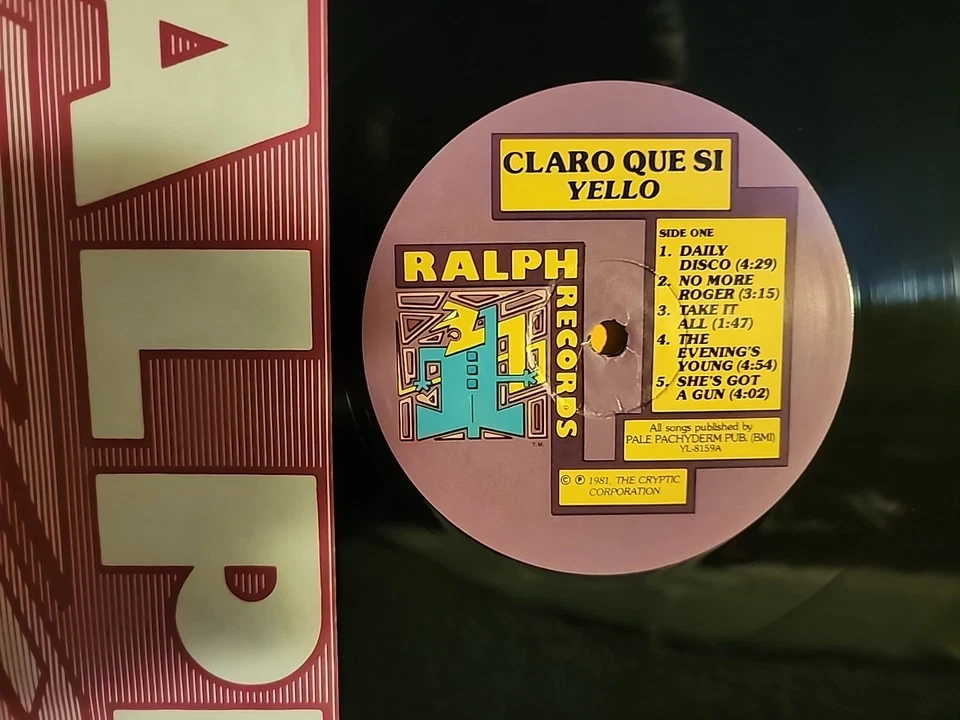 ALP
CLARO QUE SI
YELLO
RALPH
RECORDS
T.M.
SIDE ONE
1. DAILY
DISCO (4:29)
2. NO MORE
ROGER (3:15)
3. TAKE IT
ALL (1:47)
4. THE
EVENING'S
YOUNG (4:54)
5. SHE'S GOT
A GUN (4:02)
All songs published by
PALE PACHYDERM PUB. (BMI)
YL-8159A
© ℗ 1981, THE CRYPTIC
CORPORATION